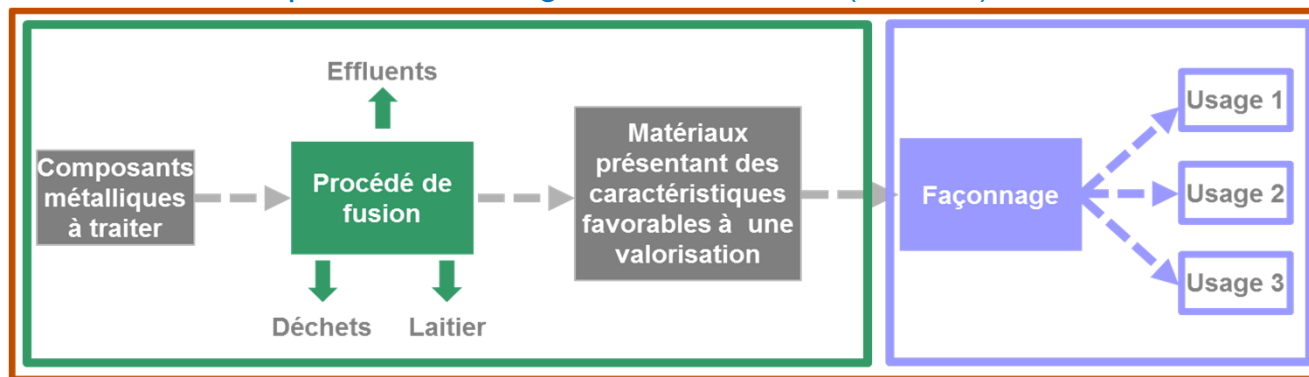 Effluents
Composants
métalliques
à traiter
Procédé de
fusion
Matériaux
présentant des
caractéristiques
favorables à une
valorisation
Façonnage
Usage 1
Usage 2
Usage 3
Déchets
Laitier